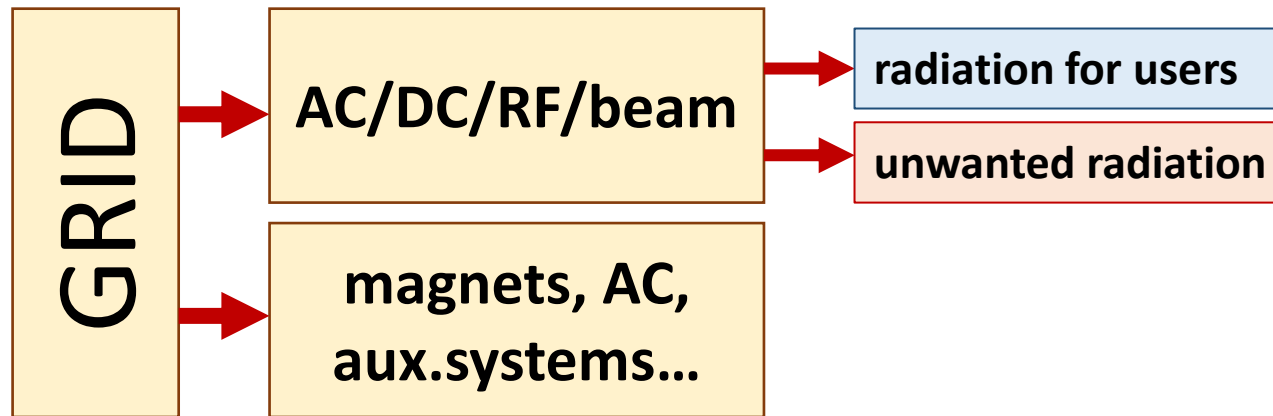 GRID
AC/DC/RF/beam
radiation for users
unwanted radiation
magnets, AC,
aux.systems…